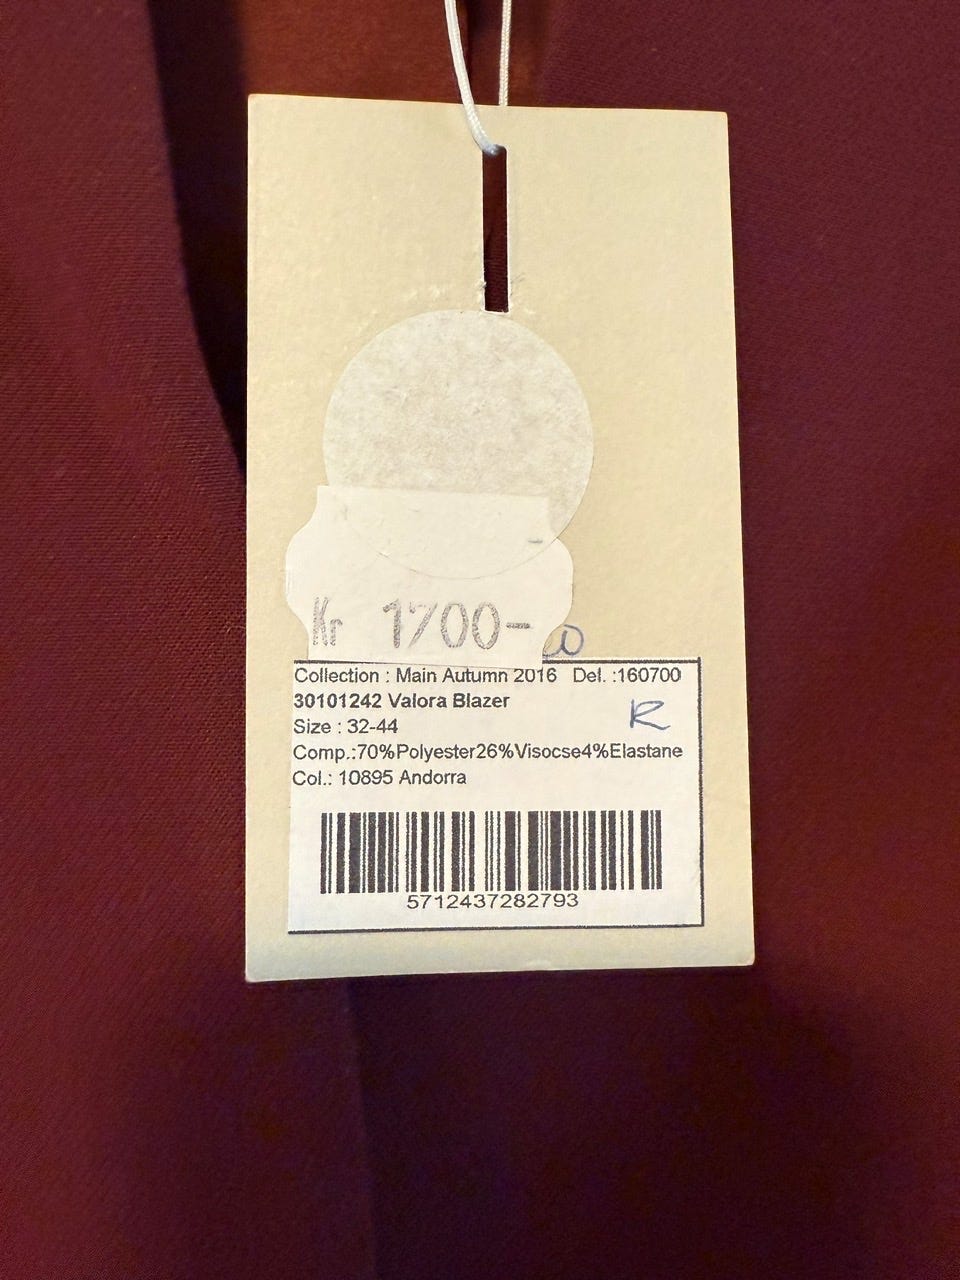 Kr 1700-
Collection : Main Autumn 2016 Del. :160700
30101242 Valora Blazer
R
Size : 32-44
Comp.:70%Polyester26%Visocse4%Elastane
Col.: 10895 Andorra
5712437282793